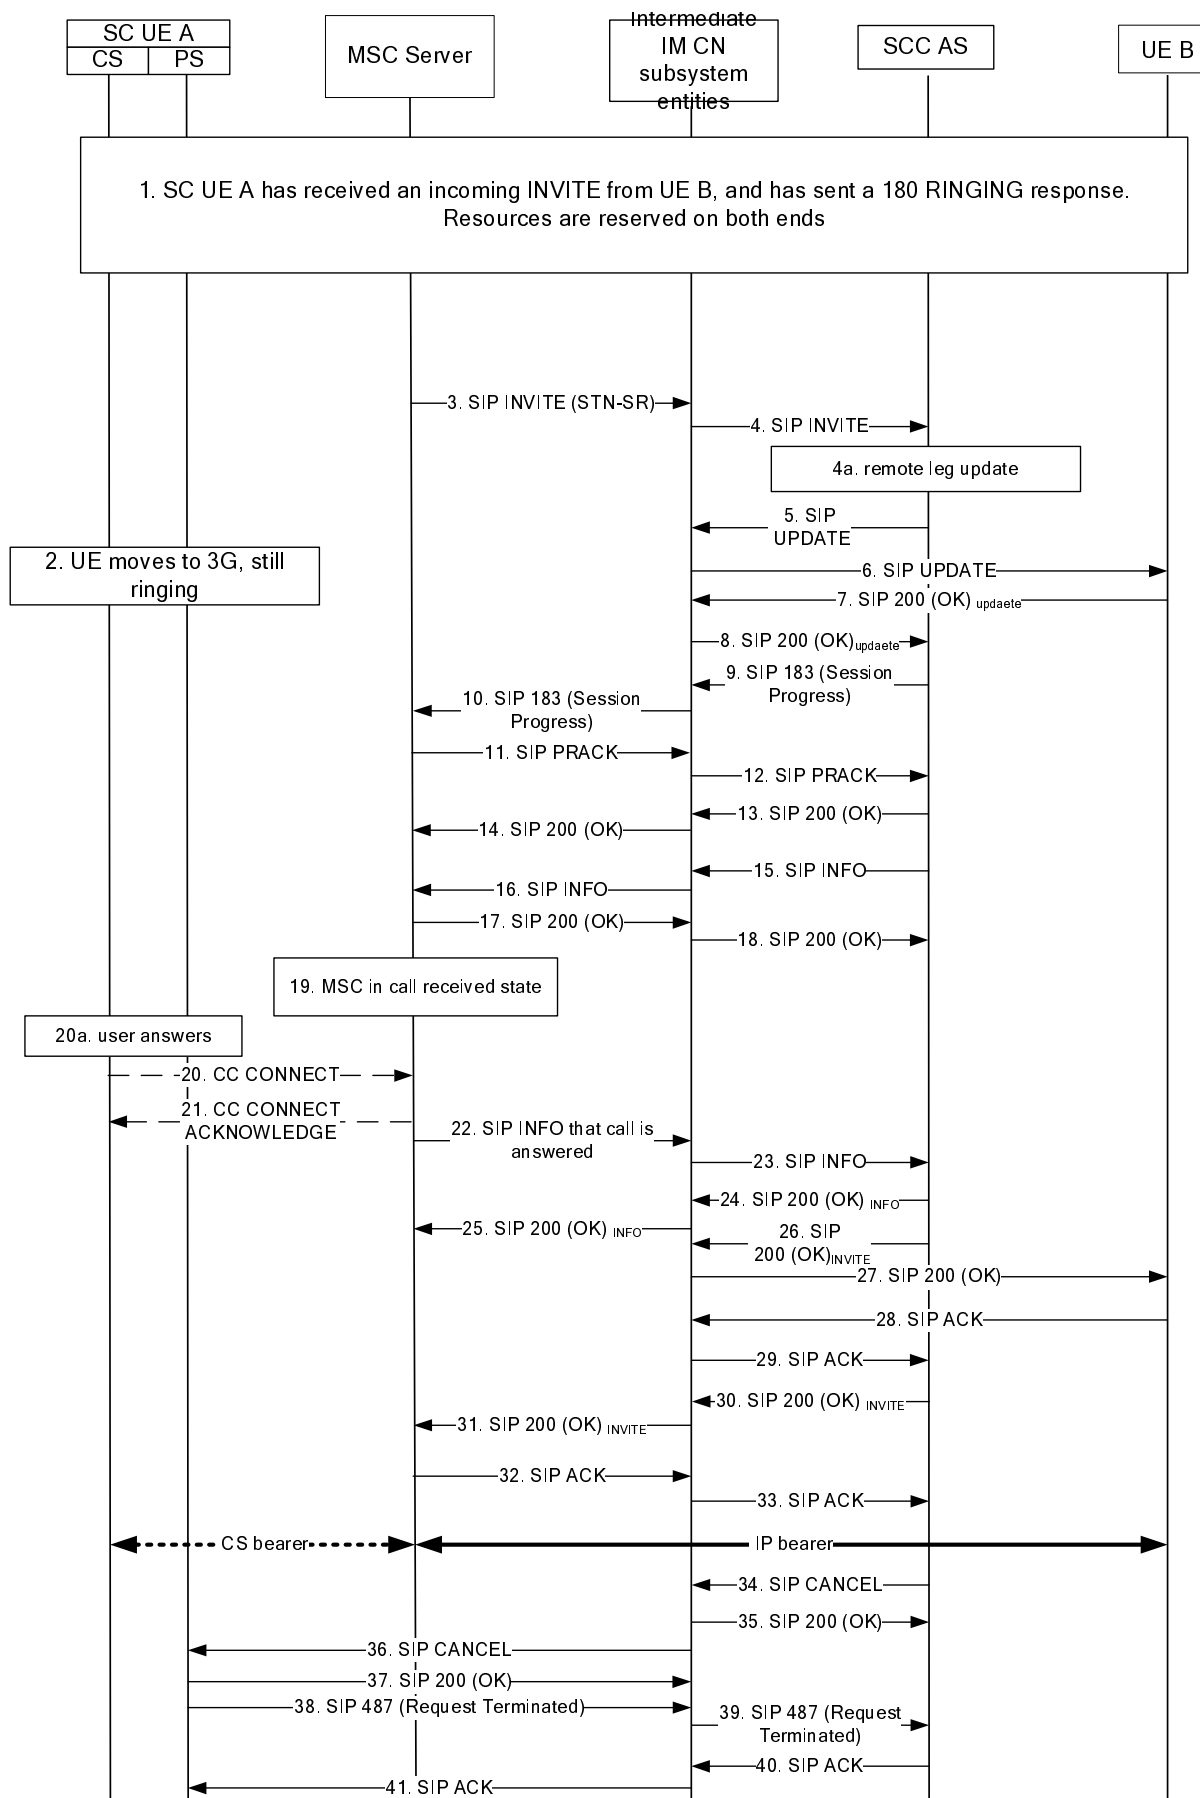 SC UE A
CS
PS
MSC Server
Intermediate
IM CN
subsystem
entities
SCC AS
UE B
1. SC UE A has received an incoming INVITE from UE B, and has sent a 180 RINGING response.
Resources are reserved on both ends
3. SIP INVITE (STN-SR)
4. SIP INVITE
4a. remote leg update
5. SIP
UPDATE
2. UE moves to 3G, still
ringing
6. SIP UPDATE
7. SIP 200 (OK) updaete
8. SIP 200 (OK)updaete
9. SIP 183 (Session
Progress)
10. SIP 183 (Session
Progress)
11. SIP PRACK
12. SIP PRACK
13. SIP 200 (OK)
14. SIP 200 (OK)
15. SIP INFO
16. SIP INFO
17. SIP 200 (OK)
18. SIP 200 (OK)
19. MSC in call received state
20a. user answers
20. CC CONNECT
21. CC CONNECT
ACKNOWLEDGE
22. SIP INFO that call is
answered
23. SIP INFO
24. SIP 200 (OK) INFO
25. SIP 200 (OK) INFO
26. SIP
200 (OK)INVITE
27. SIP 200 (OK)
28. SIP ACK
29. SIP ACK
30. SIP 200 (OK) INVITE
31. SIP 200 (OK) INVITE
32. SIP ACK
33. SIP ACK
CS bearer
IP bearer
34. SIP CANCEL
35. SIP 200 (OK)
36. SIP CANCEL
37. SIP 200 (OK)
38. SIP 487 (Request Terminated)
39. SIP 487 (Request
Terminated)
40. SIP ACK
41. SIP ACK